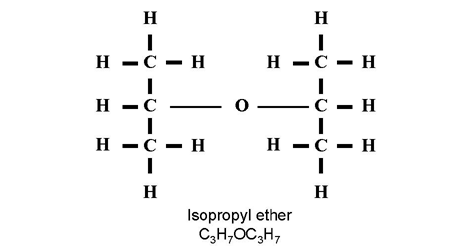 H H
H – C – H H – C – H
H – C — O — C – H
H – C – H H – C – H
H H
Isopropyl ether
C₃H₇OC₃H₇